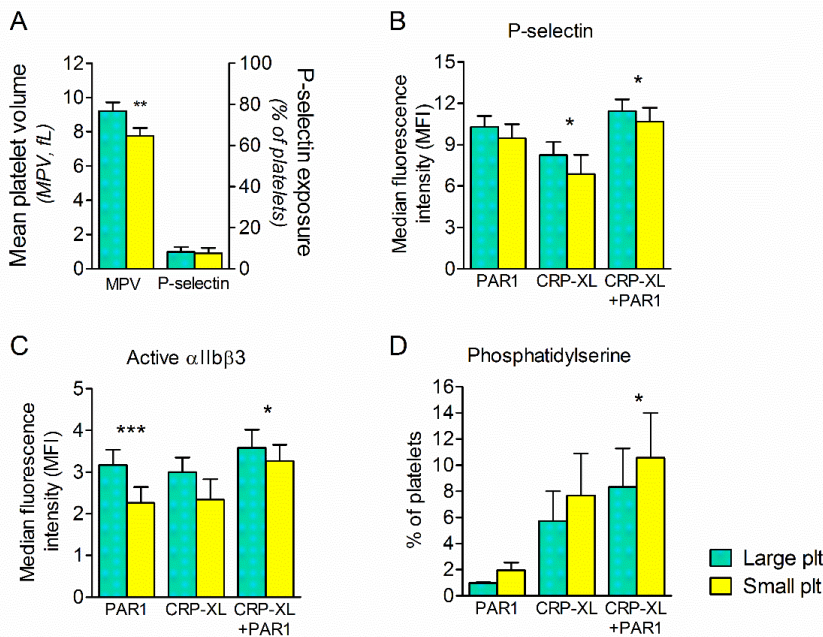 A
Mean platelet volume
(MPV, fL)
12
10
8
6
4
2
0
**
100
80
60
40
20
0
P-selectin exposure
(% of platelets)
MPV
P-selectin
B
P-selectin
Median fluorescence
intensity (MFI)
15
12
9
6
3
0
*
*
PAR1
CRP-XL
CRP-XL
+PAR1
C
Active αIIbβ3
Median fluorescence
intensity (MFI)
5
4
3
2
1
0
***
*
PAR1
CRP-XL
CRP-XL
+PAR1
D
Phosphatidylserine
% of platelets
16
14
12
10
8
6
4
2
0
*
PAR1
CRP-XL
CRP-XL
+PAR1
Large plt
Small plt